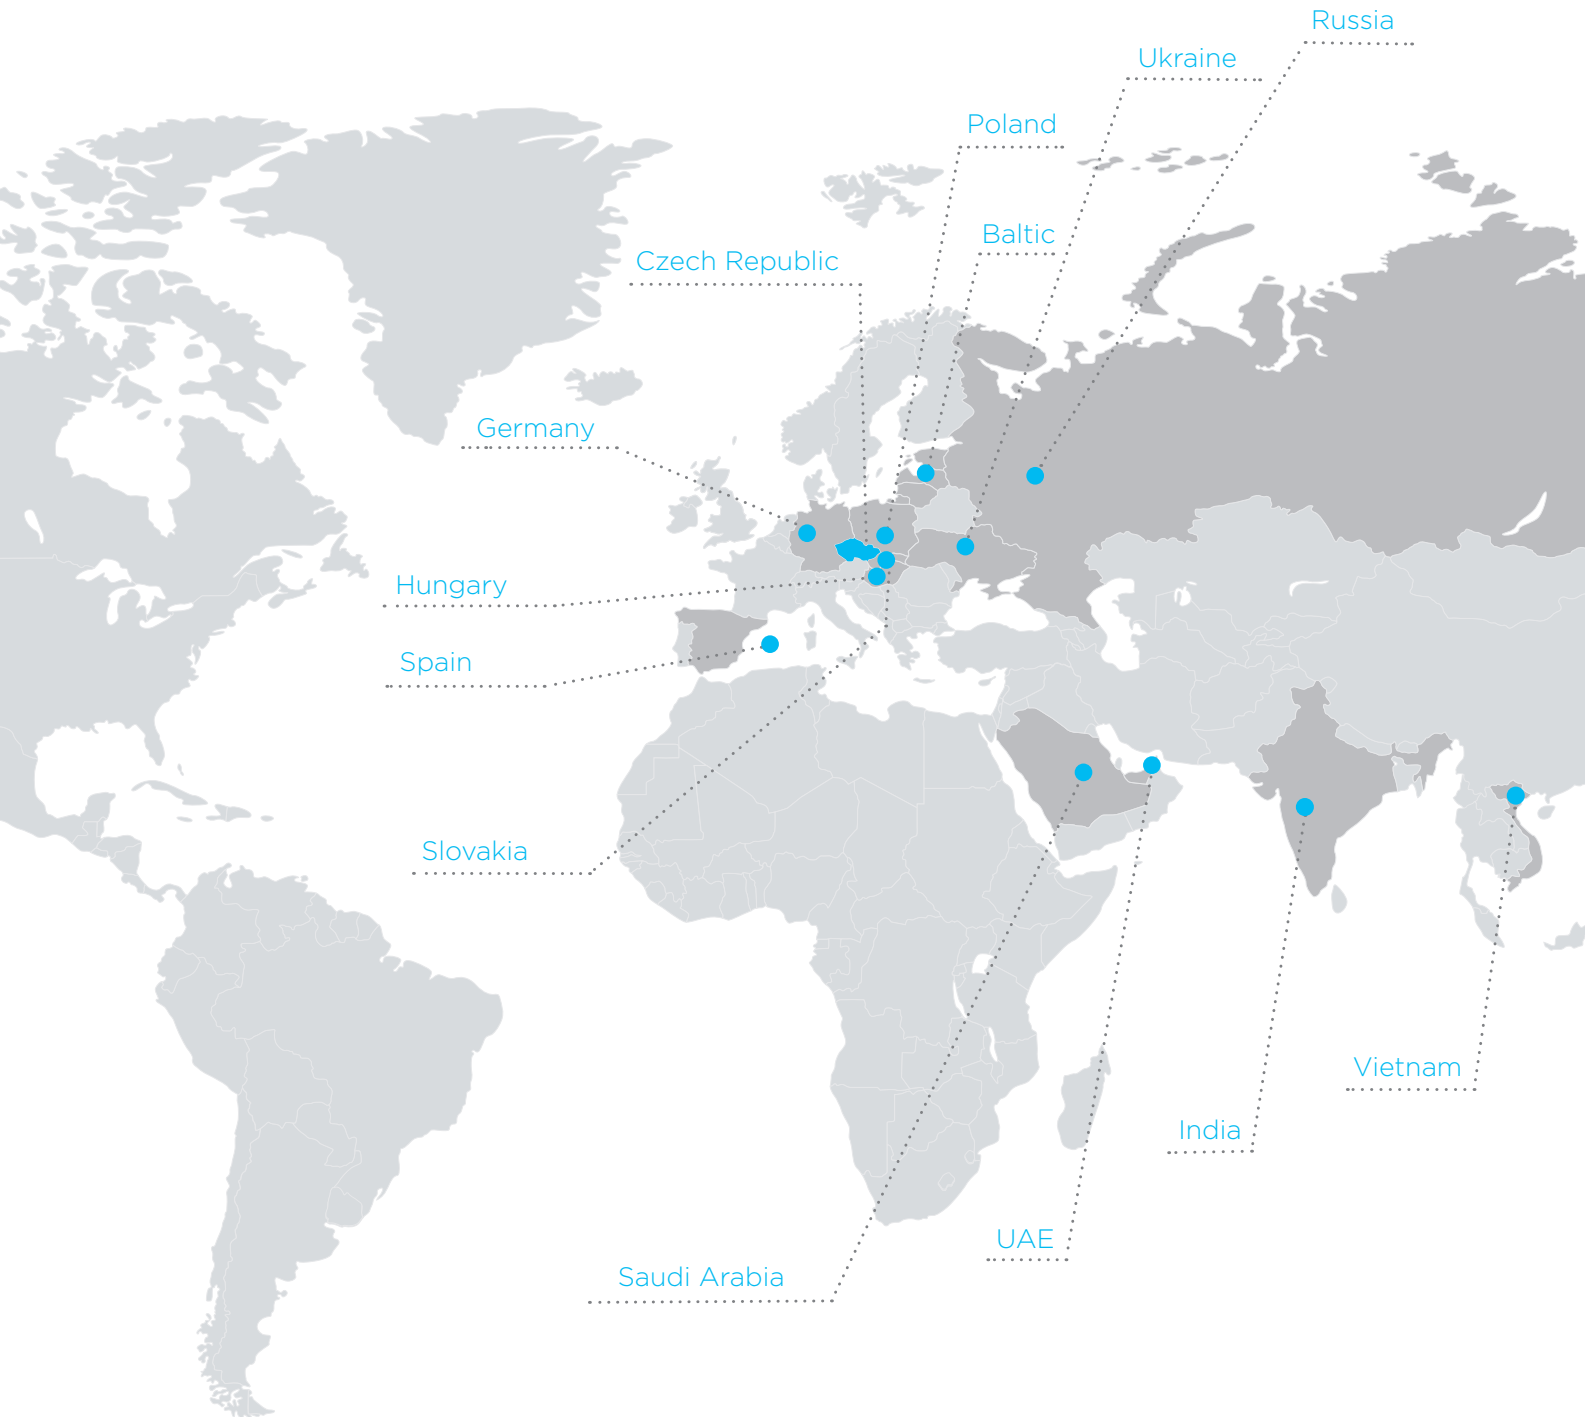 Russia
Ukraine
Poland
Baltic
Czech Republic
Germany
Hungary
Spain
Slovakia
Vietnam
India
UAE
Saudi Arabia